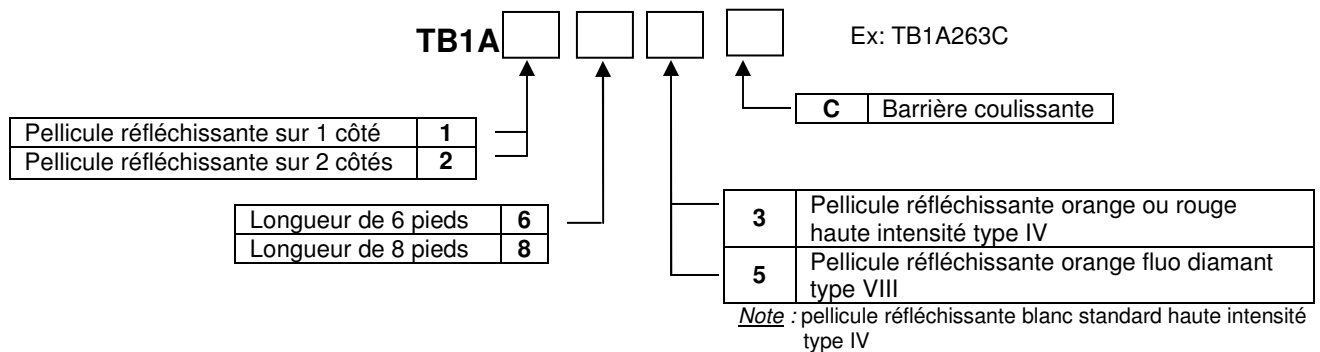 TB1A
Ex: TB1A263C
C Barrière coulissante
Pellicule réfléchissante sur 1 côté 1
Pellicule réfléchissante sur 2 côtés 2
Longueur de 6 pieds 6
Longueur de 8 pieds 8
3 Pellicule réfléchissante orange ou rouge
haute intensité type IV
5 Pellicule réfléchissante orange fluo diamant
type VIII
Note : pellicule réfléchissante blanc standard haute intensité
type IV